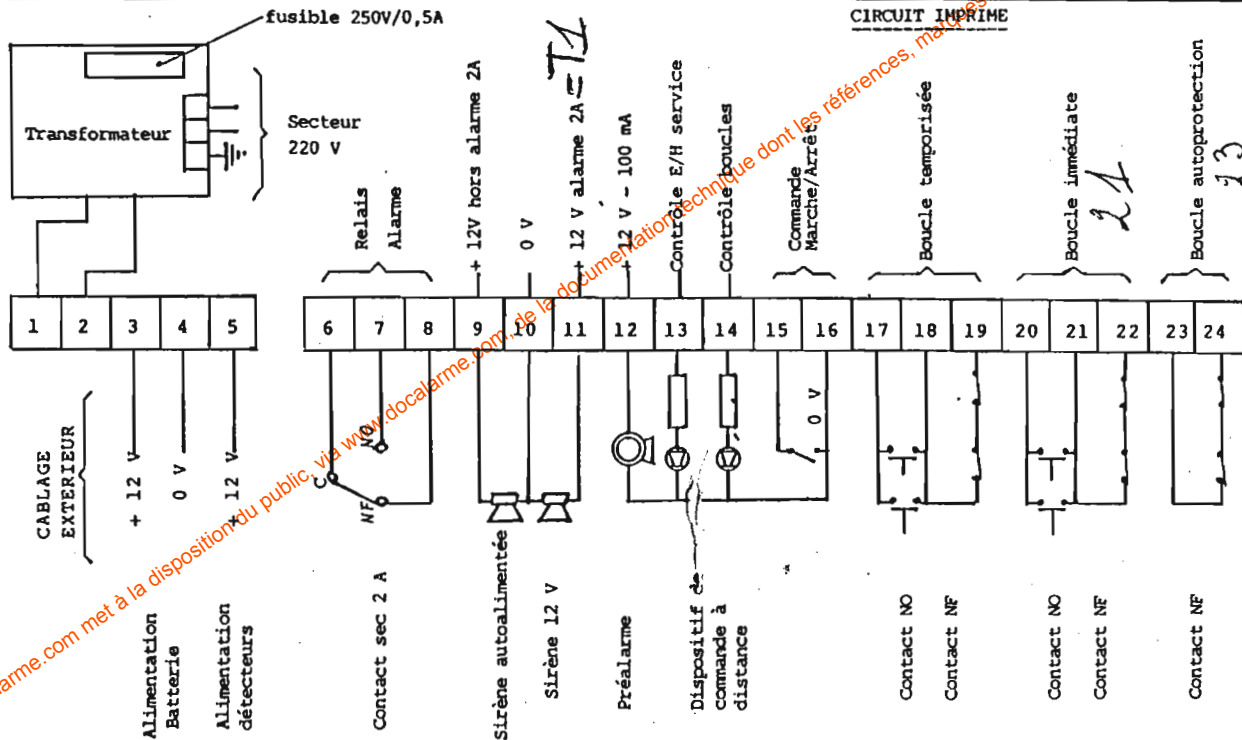 CIRCUIT IMPRIME
fusible 250V/0,5A
Transformateur
Secteur
220 V
Relais
Alarme
+ 12V hors alarme 2A
0 V
+ 12 V alarme 2A
=T1
+ 12 V - 100 mA
Contrôle E/H service
Contrôle boucles
Commande
Marche/Arrêt
Boucle temporisée
Boucle immédiate
21
Boucle autoprotection
23
1 2 3 4 5
6 7 8 9 10 11 12 13 14 15 16 17 18 19 20 21 22 23 24
CABLAGE
EXTERIEUR
+ 12 V
0 V
+ 12 V
C
NO
NF
0 V
Alimentation
Batterie
Alimentation
détecteurs
Contact sec 2 A
Sirène autoalimentée
Sirène 12 V
Préalarme
Dispositif de
commande à
distance
Contact NO
Contact NF
Contact NO
Contact NF
Contact NF
arme.com met à la disposition du public, via www.docalarme.com, de la documentation technique dont les références, marques